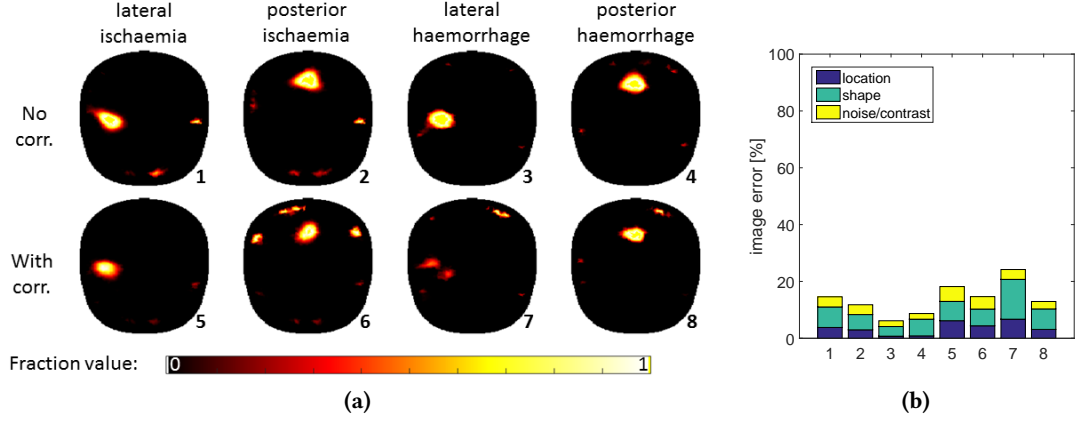 lateral
ischaemia
posterior
ischaemia
lateral
haemorrhage
posterior
haemorrhage
No
corr.
1
2
3
4
With
corr.
5
6
7
8
Fraction value:
0
1
(a)
100
80
60
40
20
0
image error [%]
location
shape
noise/contrast
1 2 3 4 5 6 7 8
(b)